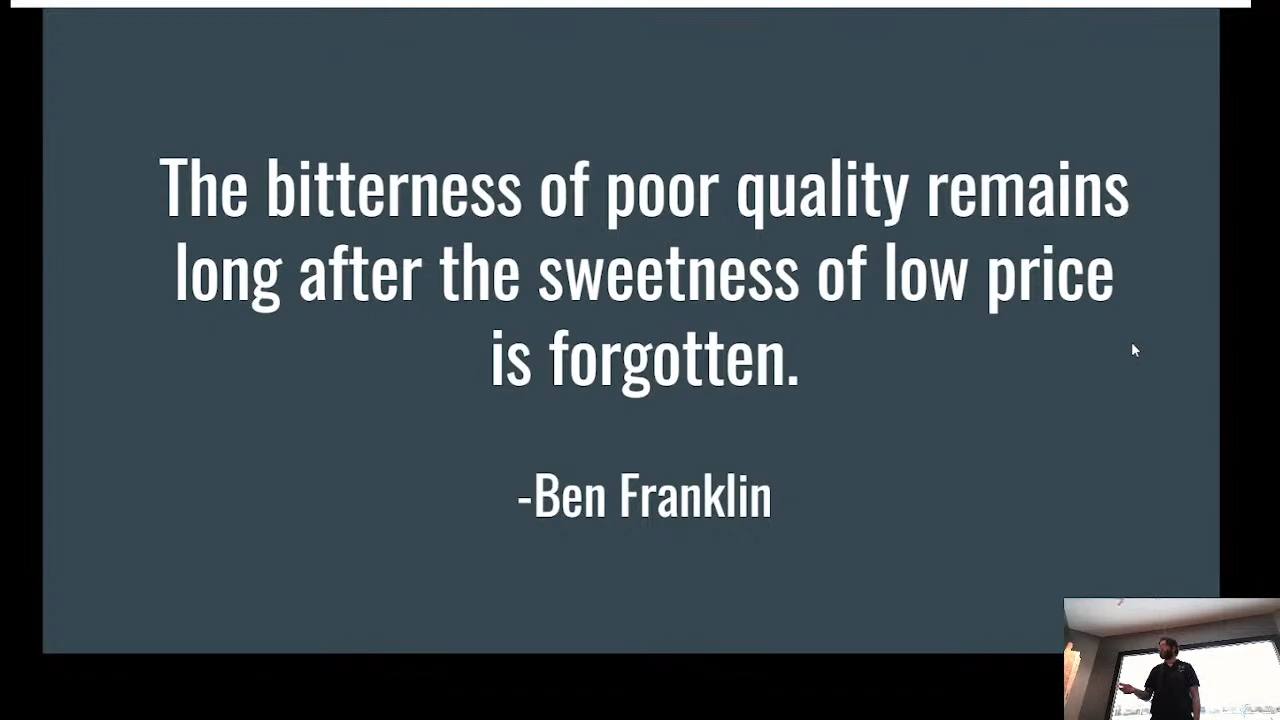 The bitterness of poor quality remains
long after the sweetness of low price
is forgotten.
-Ben Franklin